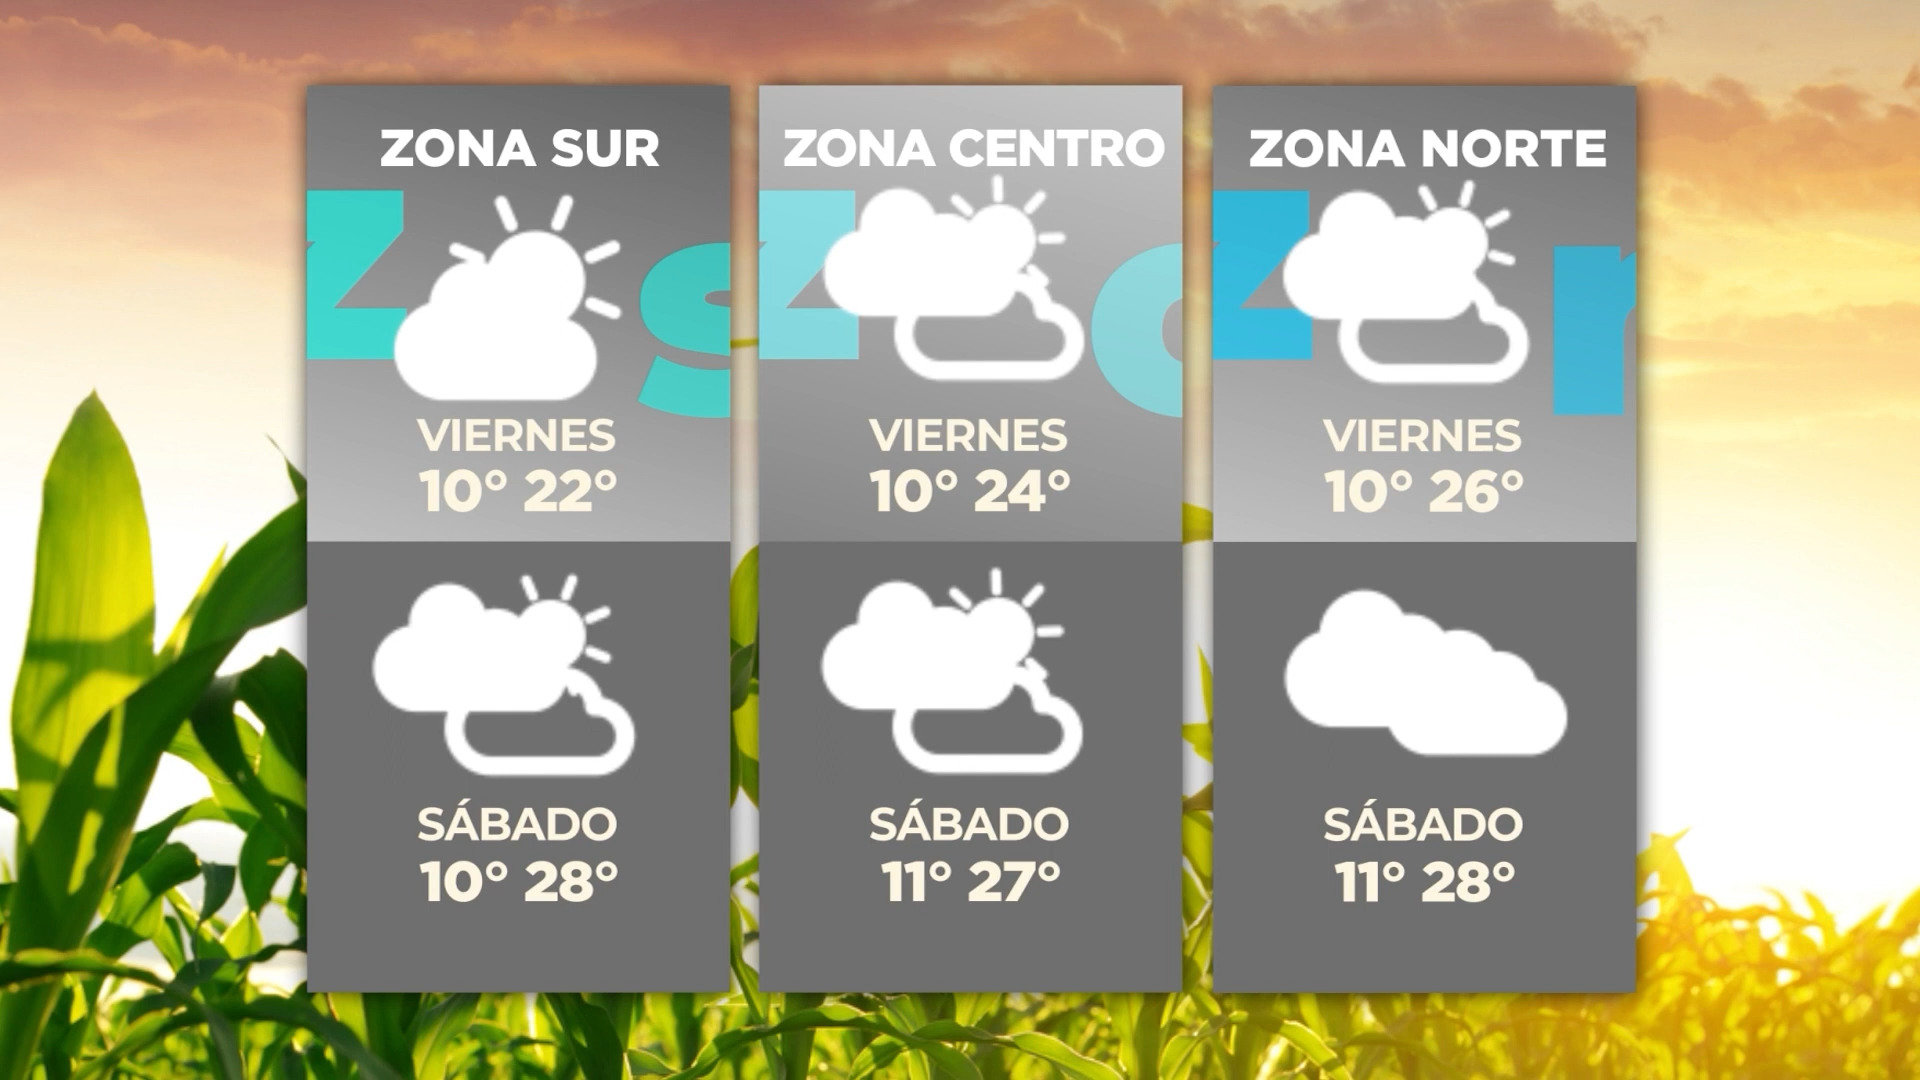 ZONA SUR
z s
VIERNES
10° 22°
SÁBADO
10° 28°
ZONA CENTRO
z c
VIERNES
10° 24°
SÁBADO
11° 27°
ZONA NORTE
z n
VIERNES
10° 26°
SÁBADO
11° 28°